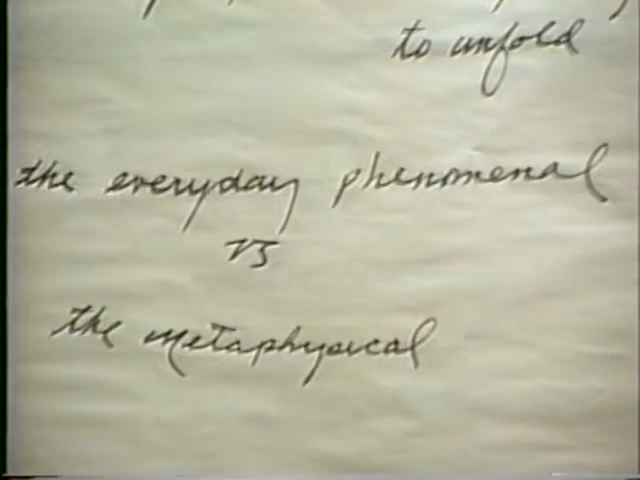 to unfold
the everyday phenomenal
vs
the metaphysical